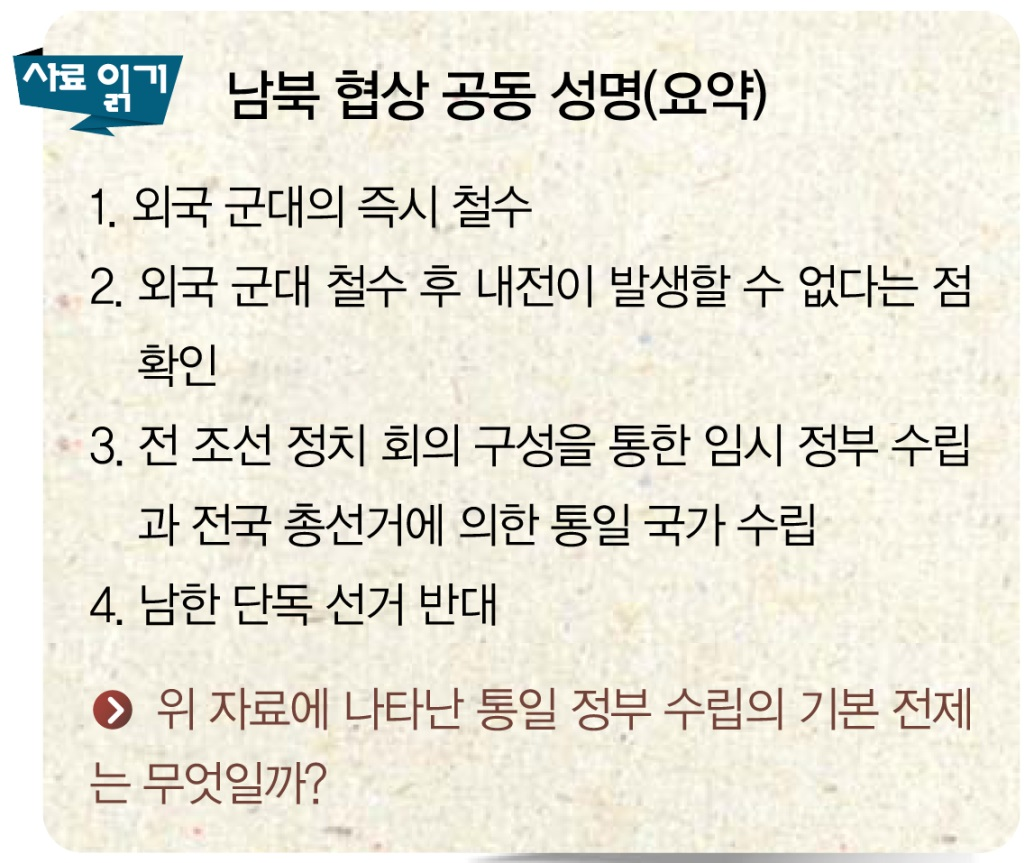 사료 읽기
남북 협상 공동 성명(요약)
1. 외국 군대의 즉시 철수
2. 외국 군대 철수 후 내전이 발생할 수 없다는 점
확인
3. 전 조선 정치 회의 구성을 통한 임시 정부 수립
과 전국 총선거에 의한 통일 국가 수립
4. 남한 단독 선거 반대
위 자료에 나타난 통일 정부 수립의 기본 전제
는 무엇일까?